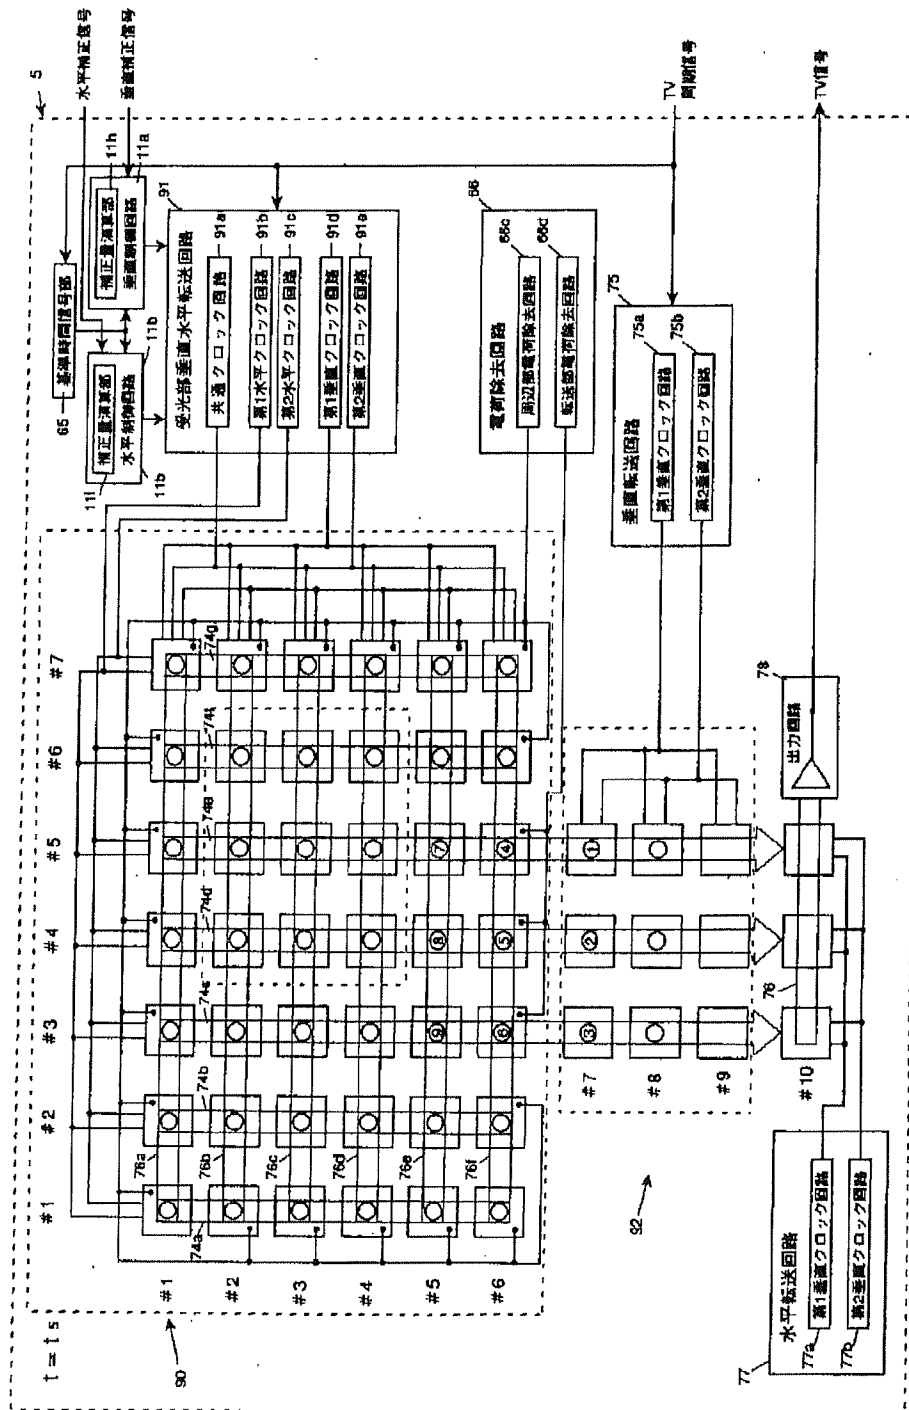 t＝ts
5
水平補正信号
垂直補正信号
TV
同期信号
TV信号
65
基準時間信号部
11h
補正量演算部
11a
垂直制御回路
11i
補正量演算部
11b
水平制御回路
11b
91
受光部垂直水平転送回路
共通クロック回路
91a
第1水平クロック回路
91b
第2水平クロック回路
91c
第1垂直クロック回路
91d
第2垂直クロック回路
91e
66
電荷除去回路
周辺部電荷除去回路
66c
転送部電荷除去回路
66d
75
垂直転送回路
第1垂直クロック回路
75a
第2垂直クロック回路
75b
90
#1
#2
#3
#4
#5
#6
#7
#1
#2
#3
#4
#5
#6
74a
74b
74c
74d
74e
74f
74g
76a
76b
76c
76d
76e
76f
⑨
⑧
⑦
⑥
⑤
④
92
#7
#8
#9
③
②
①
#10
76
78
出力回路
77
水平転送回路
77a
第1垂直クロック回路
77b
第2垂直クロック回路